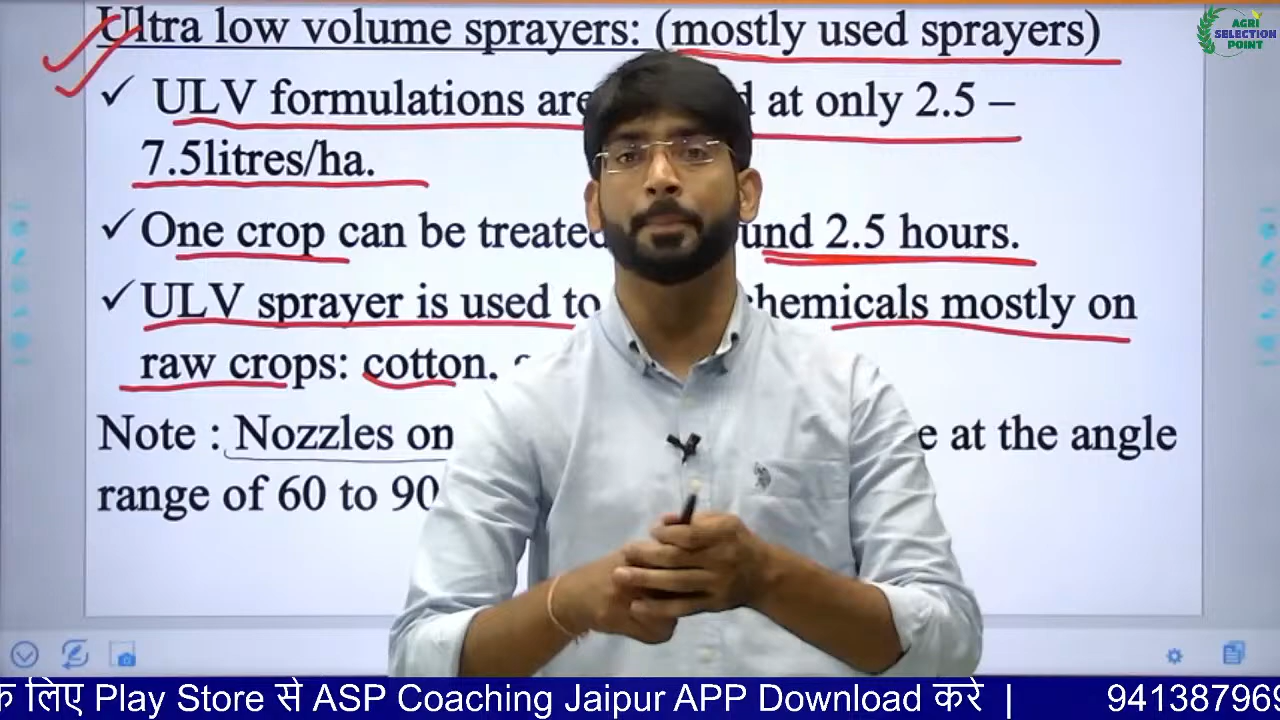 Ultra low volume sprayers: (mostly used sprayers)
AGRI
SELECTION
POINT
✓ ULV formulations are at only 2.5 –
7.5litres/ha.
✓ One crop can be treated 2.5 hours.
✓ ULV sprayer is used to chemicals mostly on
raw crops: cotton,
Note : Nozzles on at the angle
range of 60 to 90
के लिए Play Store से ASP Coaching Jaipur APP Download करे | 941387969